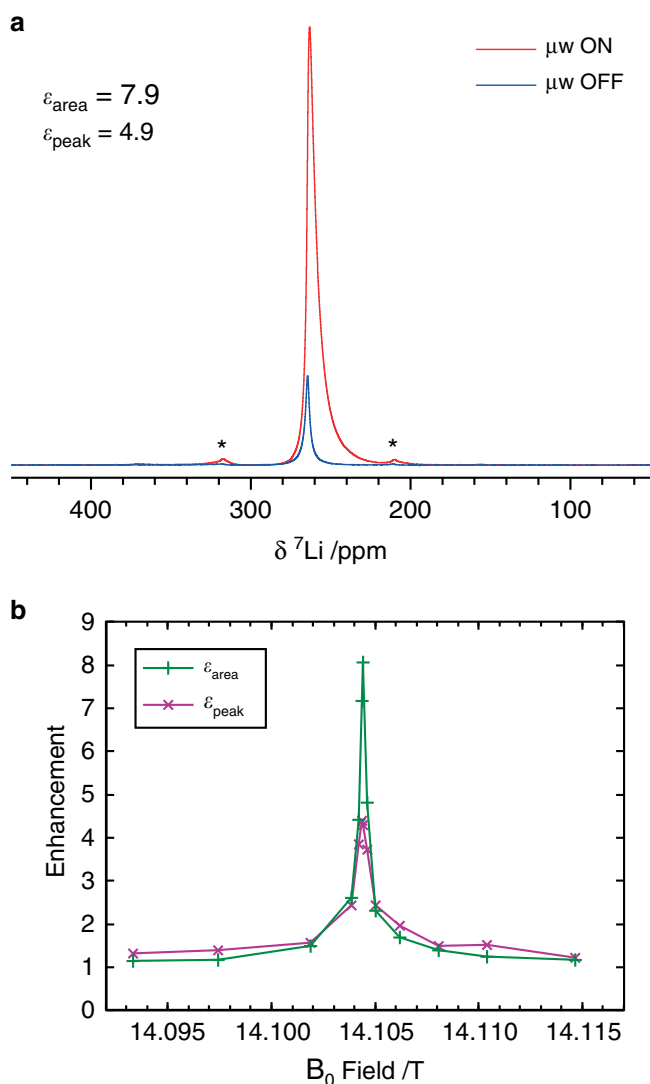 a
μw ON
μw OFF
εarea = 7.9
εpeak = 4.9
* *
400 300 200 100
δ 7Li /ppm
b
9
8
7
6
5
4
3
2
1
0
Enhancement
εarea
εpeak
14.095 14.100 14.105 14.110 14.115
B0 Field /T